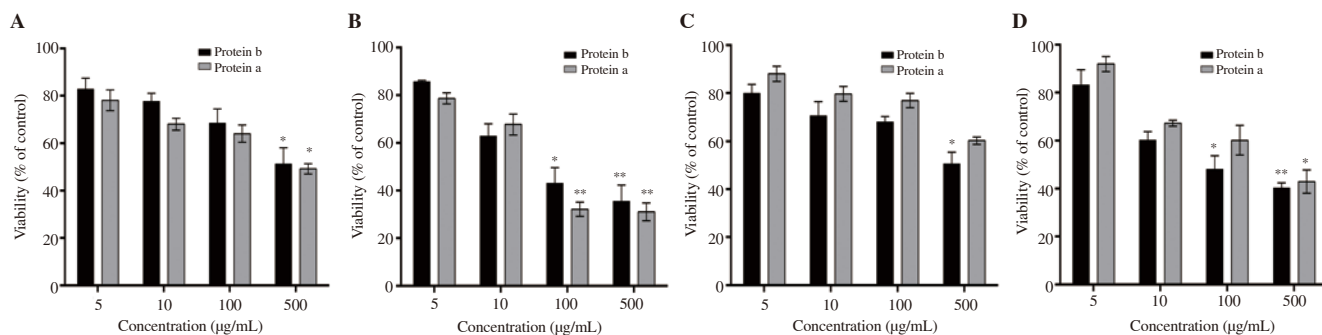 A
Viability (% of control)
100
80
60
40
20
0
Protein b
Protein a
*
*
5 10 100 500
Concentration (µg/mL)
B
Viability (% of control)
100
80
60
40
20
0
Protein b
Protein a
*
**
**
**
5 10 100 500
Concentration (µg/mL)
C
Viability (% of control)
100
80
60
40
20
0
Protein b
Protein a
*
5 10 100 500
Concentration (µg/mL)
D
Viability (% of control)
100
80
60
40
20
0
Protein b
Protein a
*
**
*
5 10 100 500
Concentration (µg/mL)